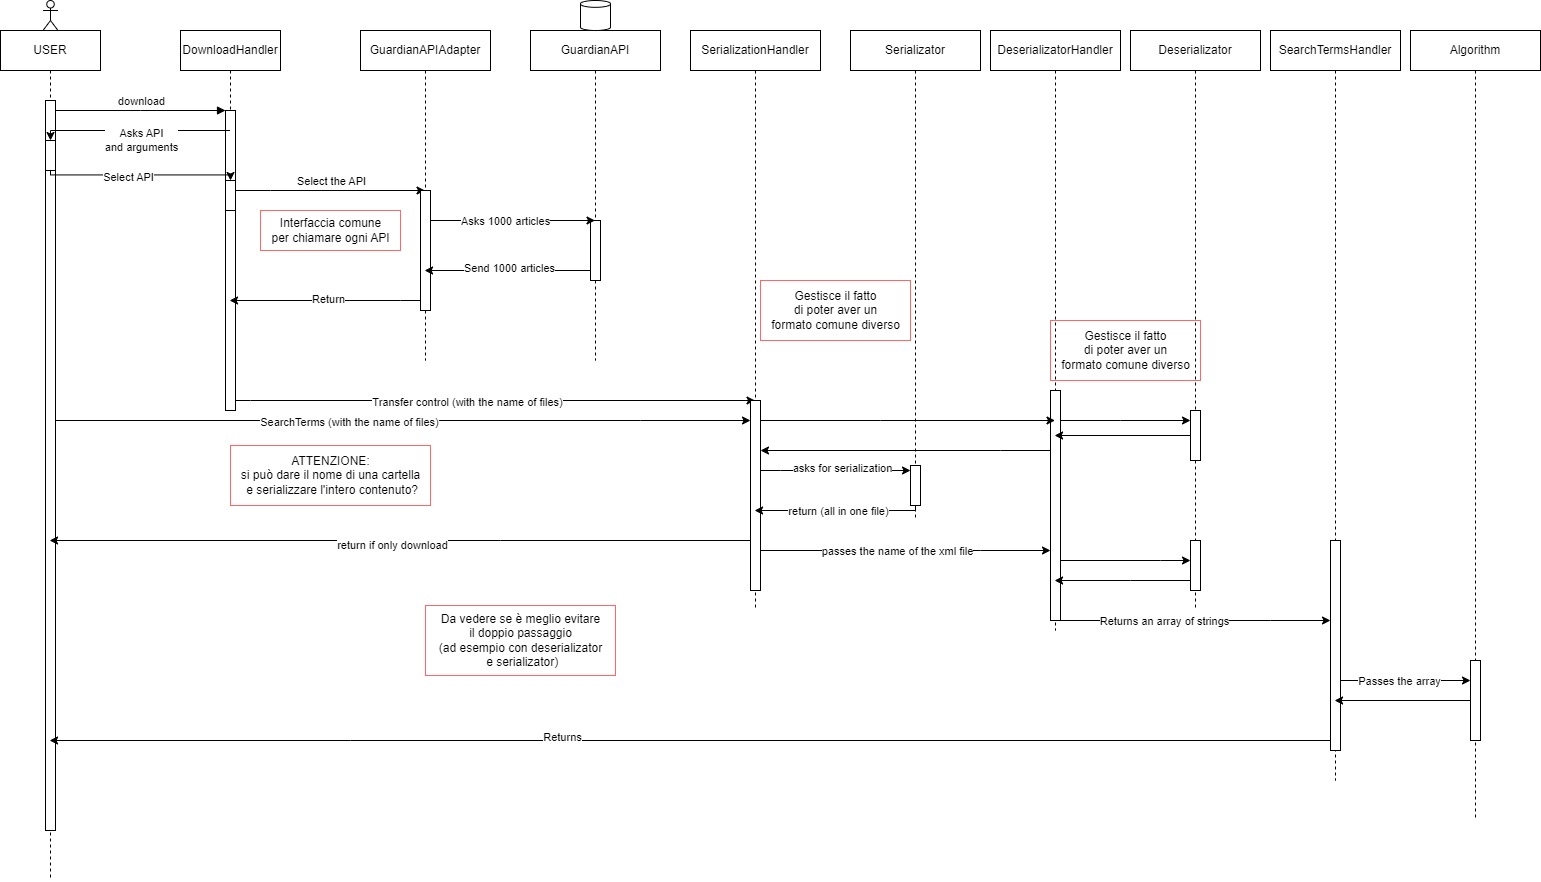 USER
DownloadHandler
GuardianAPIAdapter
GuardianAPI
SerializationHandler
Serializator
DeserializatorHandler
Deserializator
SearchTermsHandler
Algorithm
download
Asks API
and arguments
Select API
Select the API
Interfaccia comune
per chiamare ogni API
Asks 1000 articles
Send 1000 articles
Return
Gestisce il fatto
di poter aver un
formato comune diverso
Gestisce il fatto
di poter aver un
formato comune diverso
Transfer control (with the name of files)
SearchTerms (with the name of files)
ATTENZIONE:
si può dare il nome di una cartella
e serializzare l'intero contenuto?
asks for serialization
return (all in one file)
return if only download
passes the name of the xml file
Da vedere se è meglio evitare
il doppio passaggio
(ad esempio con deserializator
e serializator)
Returns an array of strings
Passes the array
Returns